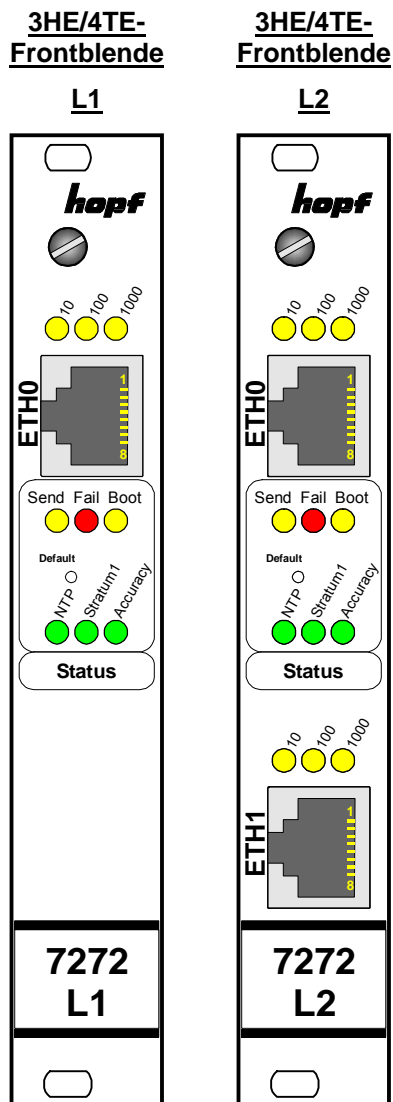 3HE/4TE-
Frontblende
L1
hopf
10 100 1000
ETH0
1
8
Send Fail Boot
Default
NTP Stratum1 Accuracy
Status
7272
L1
3HE/4TE-
Frontblende
L2
hopf
10 100 1000
ETH0
1
8
Send Fail Boot
Default
NTP Stratum1 Accuracy
Status
10 100 1000
ETH1
1
8
7272
L2